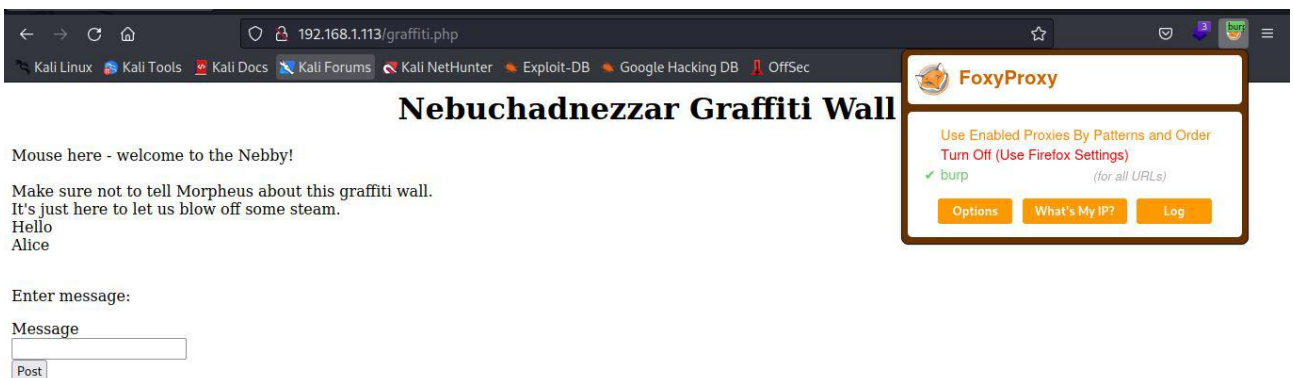 192.168.1.113/graffiti.php
3
burp
Kali Linux Kali Tools Kali Docs Kali Forums Kali NetHunter Exploit-DB Google Hacking DB OffSec
FoxyProxy
Use Enabled Proxies By Patterns and Order
Turn Off (Use Firefox Settings)
✔ burp (for all URLs)
Options What's My IP? Log
Nebuchadnezzar Graffiti Wall
Mouse here - welcome to the Nebby!
Make sure not to tell Morpheus about this graffiti wall.
It's just here to let us blow off some steam.
Hello
Alice
Enter message:
Message
Post